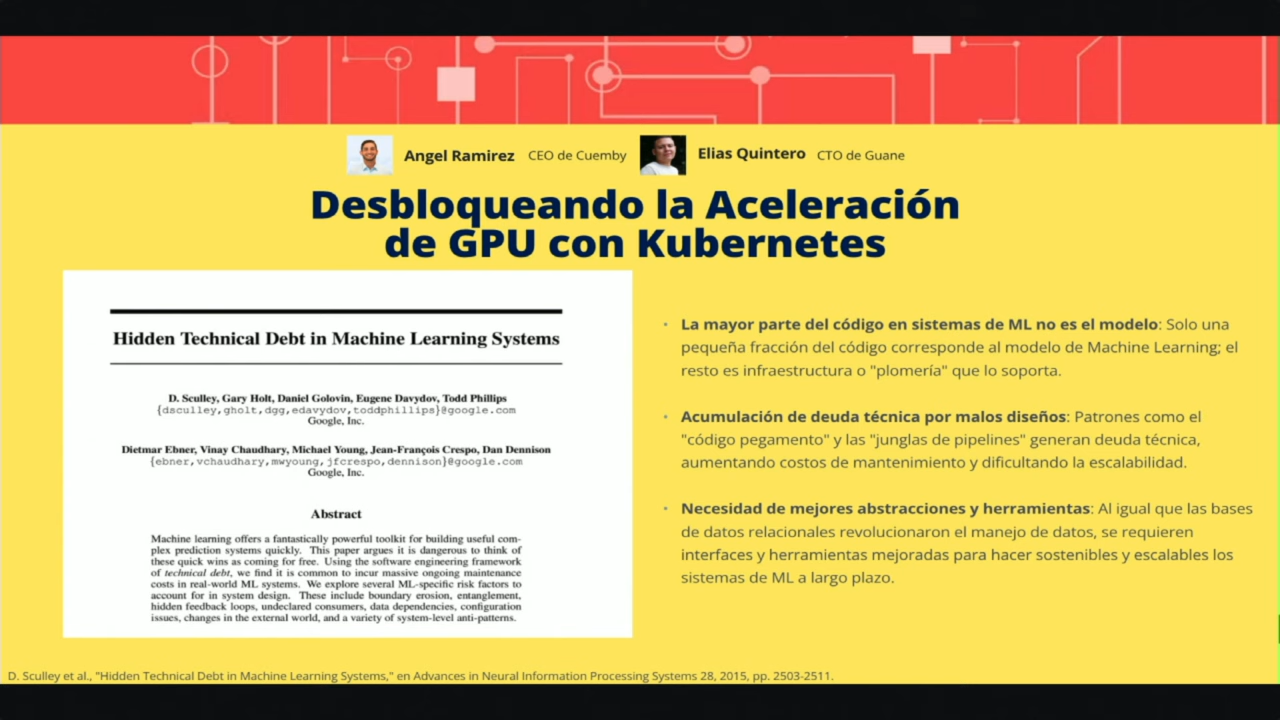 Angel Ramirez CEO de Cuemby Elias Quintero CTO de Guane
Desbloqueando la Aceleración
de GPU con Kubernetes
Hidden Technical Debt in Machine Learning Systems
D. Sculley, Gary Holt, Daniel Golovin, Eugene Davydov, Todd Phillips
{dsculley,gholt,dgg,edavydov,toddphillips}@google.com
Google, Inc.
Dietmar Ebner, Vinay Chaudhary, Michael Young, Jean-François Crespo, Dan Dennison
{ebner,vchaudhary,mwyoung,jfcrespo,dennison}@google.com
Google, Inc.
Abstract
Machine learning offers a fantastically powerful toolkit for building useful com-
plex prediction systems quickly. This paper argues it is dangerous to think of
these quick wins as coming for free. Using the software engineering framework
of technical debt, we find it is common to incur massive ongoing maintenance
costs in real-world ML systems. We explore several ML-specific risk factors to
account for in system design. These include boundary erosion, entanglement,
hidden feedback loops, undeclared consumers, data dependencies, configuration
issues, changes in the external world, and a variety of system-level anti-patterns.
• La mayor parte del código en sistemas de ML no es el modelo: Solo una
pequeña fracción del código corresponde al modelo de Machine Learning; el
resto es infraestructura o "plomería" que lo soporta.
• Acumulación de deuda técnica por malos diseños: Patrones como el
"código pegamento" y las "junglas de pipelines" generan deuda técnica,
aumentando costos de mantenimiento y dificultando la escalabilidad.
• Necesidad de mejores abstracciones y herramientas: Al igual que las bases
de datos relacionales revolucionaron el manejo de datos, se requieren
interfaces y herramientas mejoradas para hacer sostenibles y escalables los
sistemas de ML a largo plazo.
D. Sculley et al., "Hidden Technical Debt in Machine Learning Systems," en Advances in Neural Information Processing Systems 28, 2015, pp. 2503-2511.